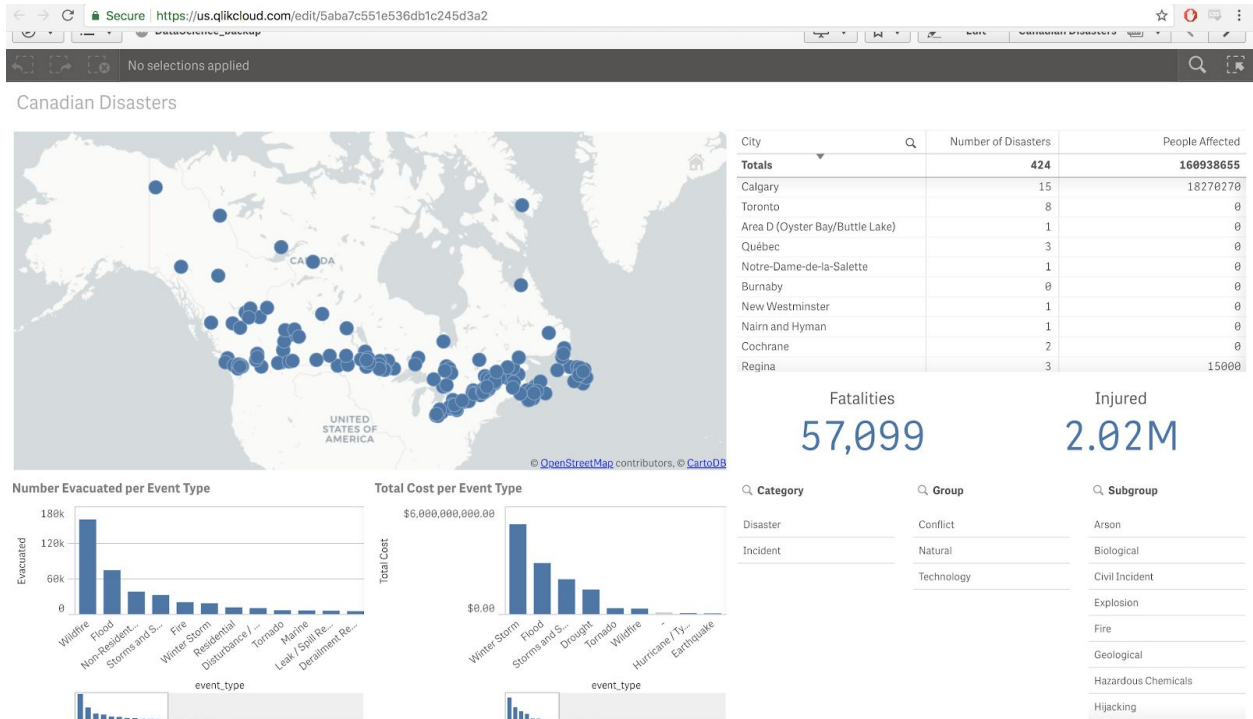 Secure https://us.qlikcloud.com/edit/5aba7c551e536db1c245d3a2
DataScience_backup
Edit
Canadian Disasters
No selections applied
Canadian Disasters
CANADA
UNITED
STATES OF
AMERICA
© OpenStreetMap contributors, © CartoDB
City Number of Disasters People Affected
Totals 424 160938655
Calgary 15 18270270
Toronto 8 0
Area D (Oyster Bay/Buttle Lake) 1 0
Québec 3 0
Notre-Dame-de-la-Salette 1 0
Burnaby 0 0
New Westminster 1 0
Nairn and Hyman 1 0
Cochrane 2 0
Regina 3 15000
Fatalities
57,099
Injured
2.02M
Number Evacuated per Event Type
Evacuated
180k
120k
60k
0
Wildfire
Flood
Non-Resident...
Storms and S...
Fire
Winter Storm
Residential
Disturbance / ...
Tornado
Marine
Leak / Spill Re...
Derailment Re...
event_type
Total Cost per Event Type
Total Cost
$6,000,000,000.00
$0.00
Winter Storm
Flood
Storms and S...
Drought
Tornado
Wildfire
-
Hurricane / Ty...
Earthquake
event_type
Category
Disaster
Incident
Group
Conflict
Natural
Technology
Subgroup
Arson
Biological
Civil Incident
Explosion
Fire
Geological
Hazardous Chemicals
Hijacking